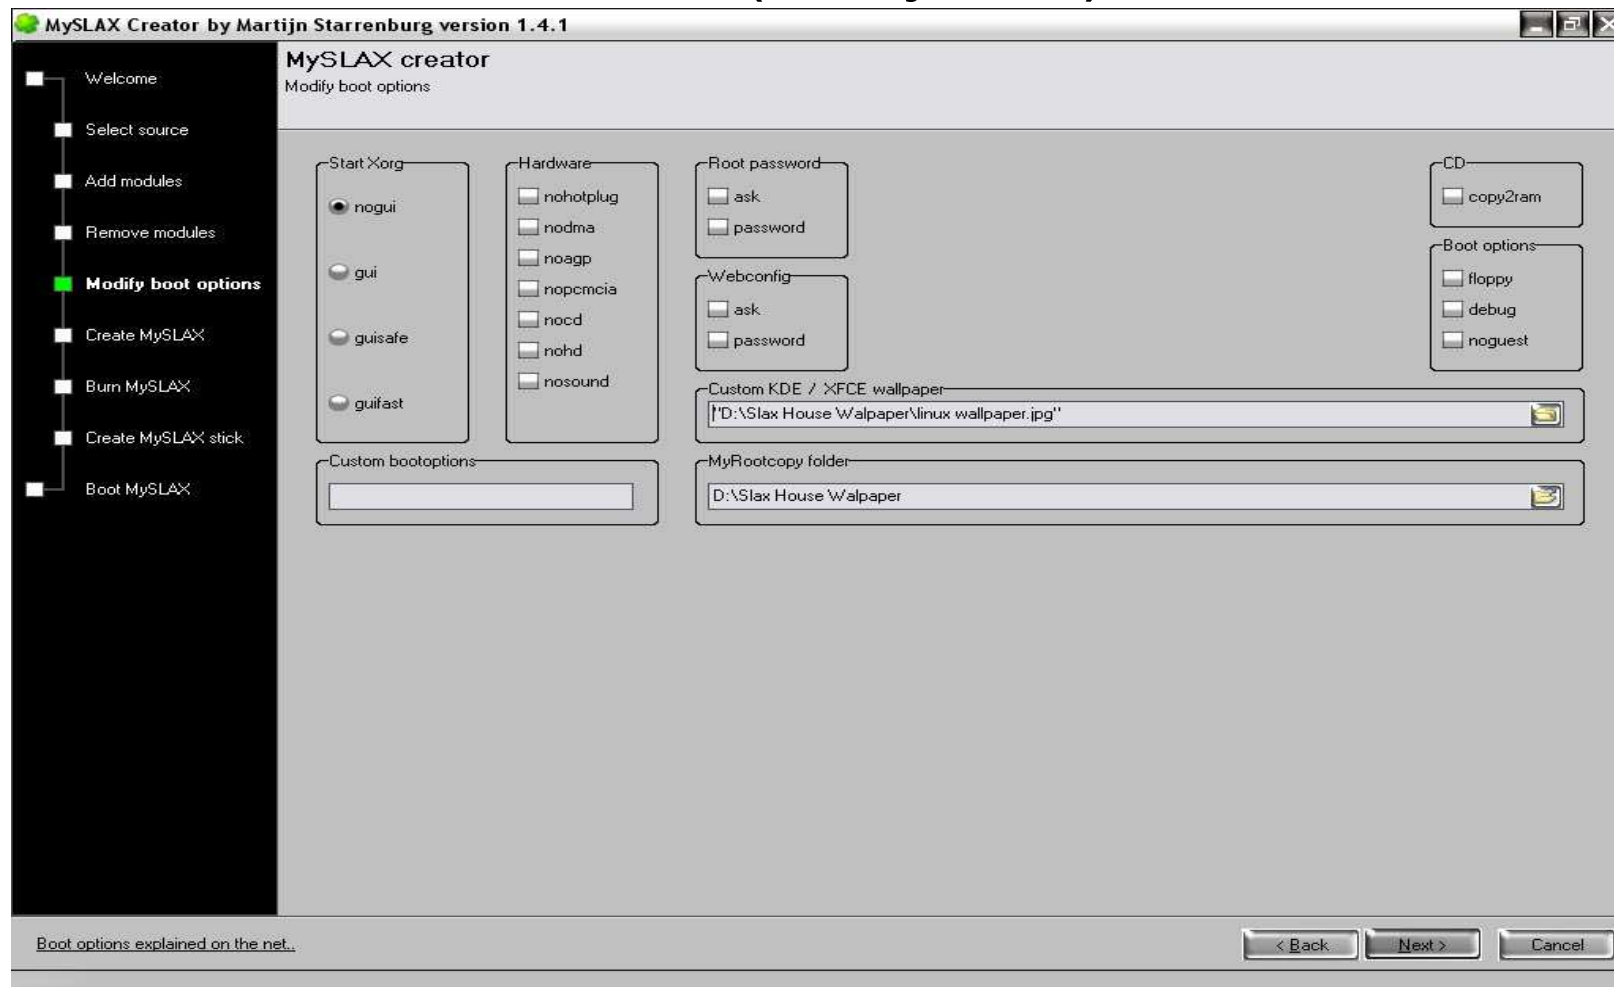 MySLAX Creator by Martijn Starrenburg version 1.4.1
MySLAX creator
Modify boot options
Welcome
Select source
Add modules
Remove modules
Modify boot options
Create MySLAX
Burn MySLAX
Create MySLAX stick
Boot MySLAX
Start Xorg
nogui
gui
guisafe
guifast
Hardware
nohotplug
nodma
noagp
nopcmcia
nocd
nohd
nosound
Root password
ask
password
Webconfig
ask
password
CD
copy2ram
Boot options
floppy
debug
noguest
Custom KDE / XFCE wallpaper
"D:\Slax House Walpaper\linux wallpaper.jpg"
Custom bootoptions
MyRootcopy folder
D:\Slax House Walpaper
Boot options explained on the net..
< Back
Next >
Cancel